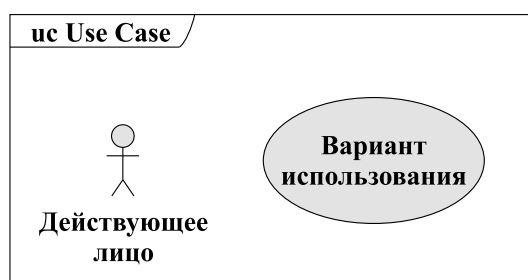 uc Use Case
Вариант
использования
Действующее
лицо